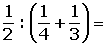 1/2 : (1/4 + 1/3) =